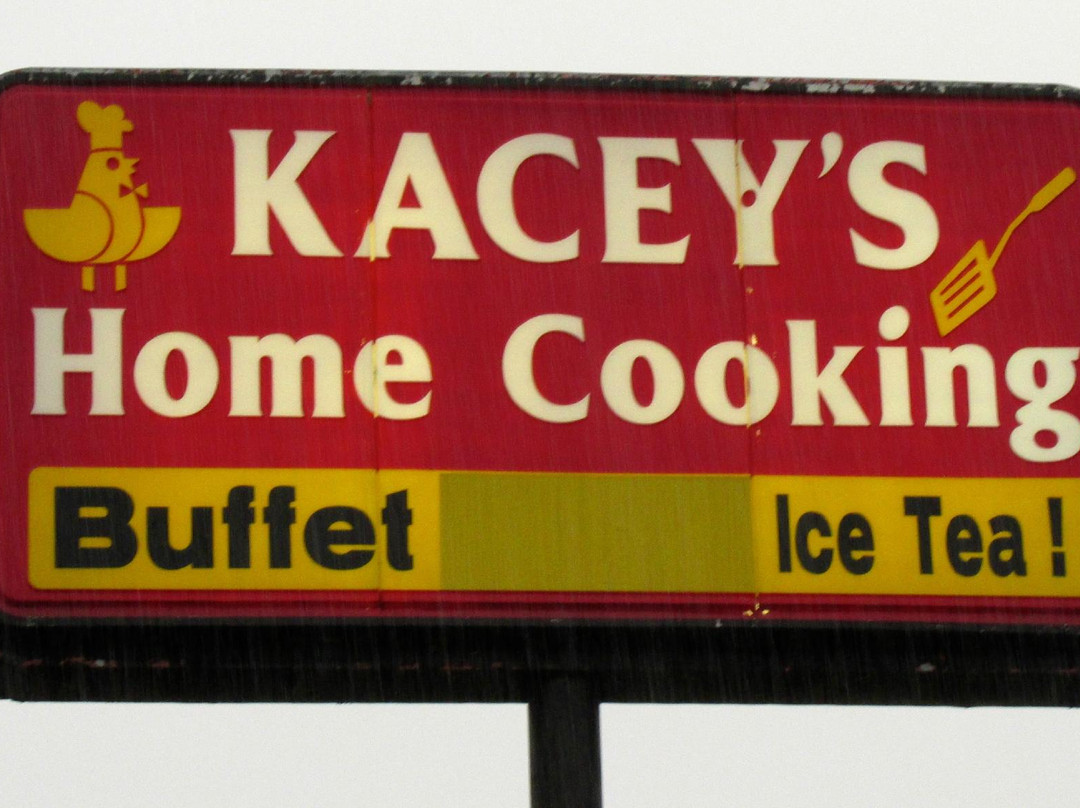 KACEY'S
Home Cooking
Buffet Ice Tea!